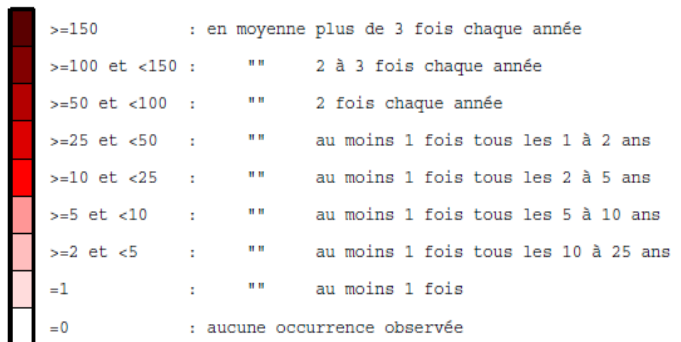 >=150 : en moyenne plus de 3 fois chaque année
>=100 et <150 : "" 2 à 3 fois chaque année
>=50 et <100 : "" 2 fois chaque année
>=25 et <50 : "" au moins 1 fois tous les 1 à 2 ans
>=10 et <25 : "" au moins 1 fois tous les 2 à 5 ans
>=5 et <10 : "" au moins 1 fois tous les 5 à 10 ans
>=2 et <5 : "" au moins 1 fois tous les 10 à 25 ans
=1 : "" au moins 1 fois
=0 : aucune occurrence observée